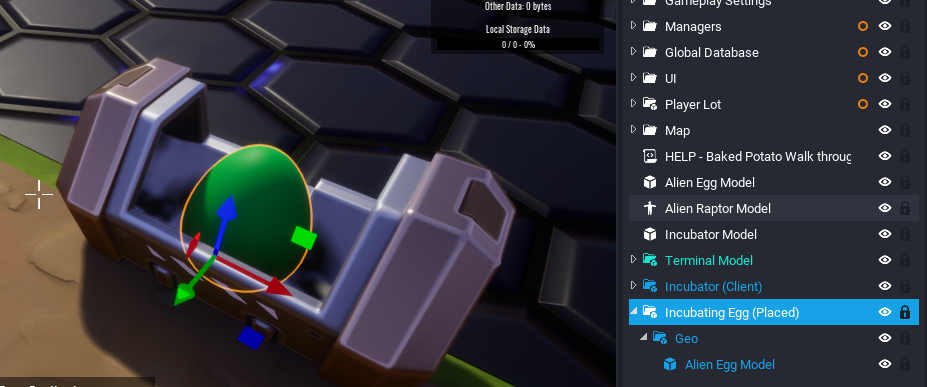 Other Data: 0 bytes
Local Storage Data
0 / 0 - 0%
Gameplay Settings
Managers
Global Database
UI
Player Lot
Map
HELP - Baked Potato Walk throug
Alien Egg Model
Alien Raptor Model
Incubator Model
Terminal Model
Incubator (Client)
Incubating Egg (Placed)
Geo
Alien Egg Model